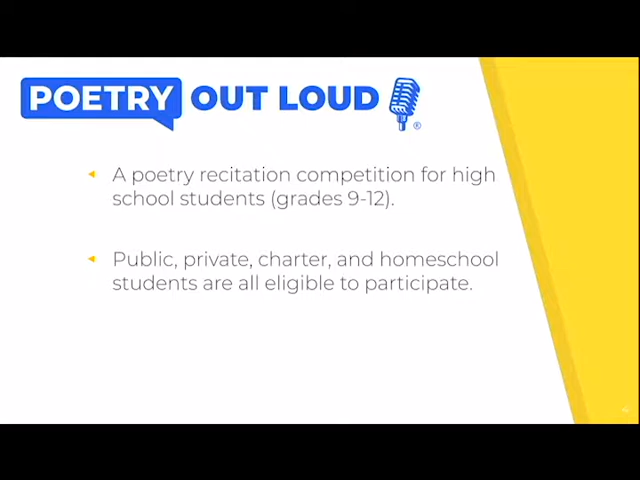 POETRY OUT LOUD ®
A poetry recitation competition for high
school students (grades 9-12).
Public, private, charter, and homeschool
students are all eligible to participate.
4